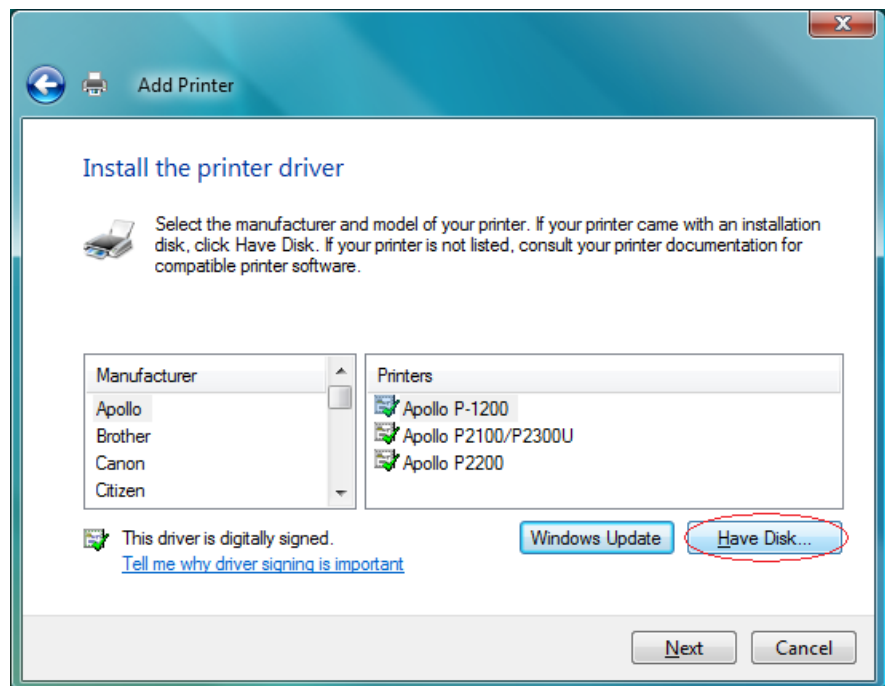 X
Add Printer
Install the printer driver
Select the manufacturer and model of your printer. If your printer came with an installation
disk, click Have Disk. If your printer is not listed, consult your printer documentation for
compatible printer software.
Manufacturer
Apollo
Brother
Canon
Citizen
Printers
Apollo P-1200
Apollo P2100/P2300U
Apollo P2200
This driver is digitally signed.
Tell me why driver signing is important
Windows Update
Have Disk...
Next
Cancel